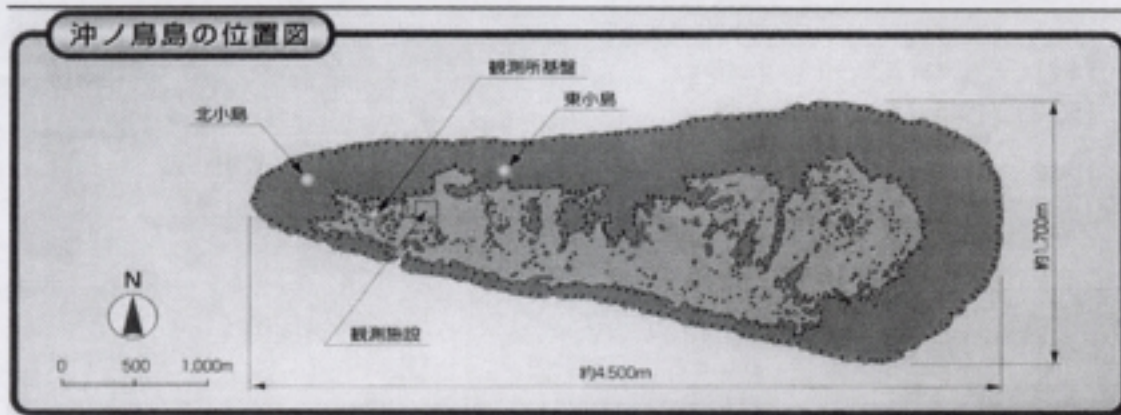 沖ノ鳥島の位置図
観測所基盤
東小島
北小島
約1,700m
N
観測施設
0 500 1,000m
約4,500m